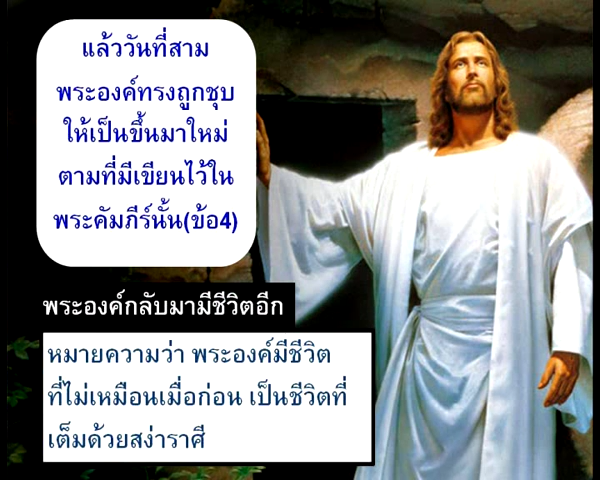 แล้ววันที่สาม
พระองค์ทรงถูกชุบ
ให้เป็นขึ้นมาใหม่
ตามที่มีเขียนไว้ใน
พระคัมภีร์นั้น(ข้อ4)
พระองค์กลับมามีชีวิตอีก
หมายความว่า พระองค์มีชีวิต
ที่ไม่เหมือนเมื่อก่อน เป็นชีวิตที่
เต็มด้วยสง่าราศี